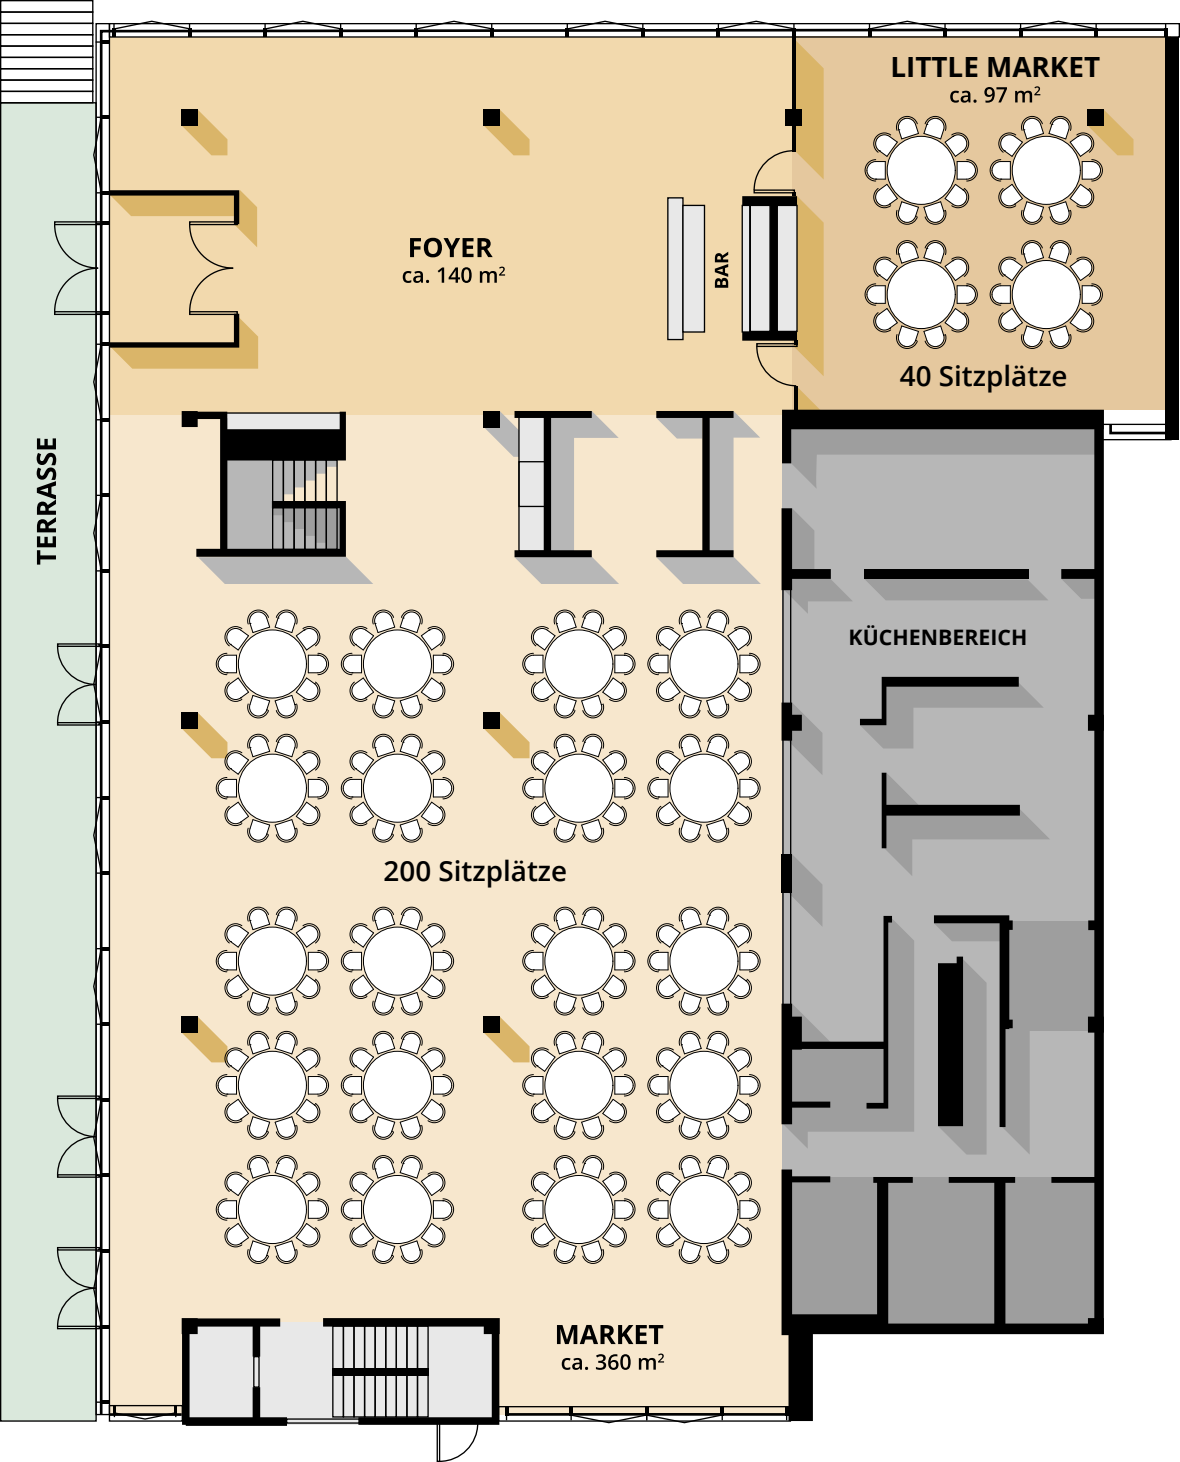 LITTLE MARKET
ca. 97 m²
FOYER
ca. 140 m²
BAR
40 Sitzplätze
TERRASSE
KÜCHENBEREICH
200 Sitzplätze
MARKET
ca. 360 m²